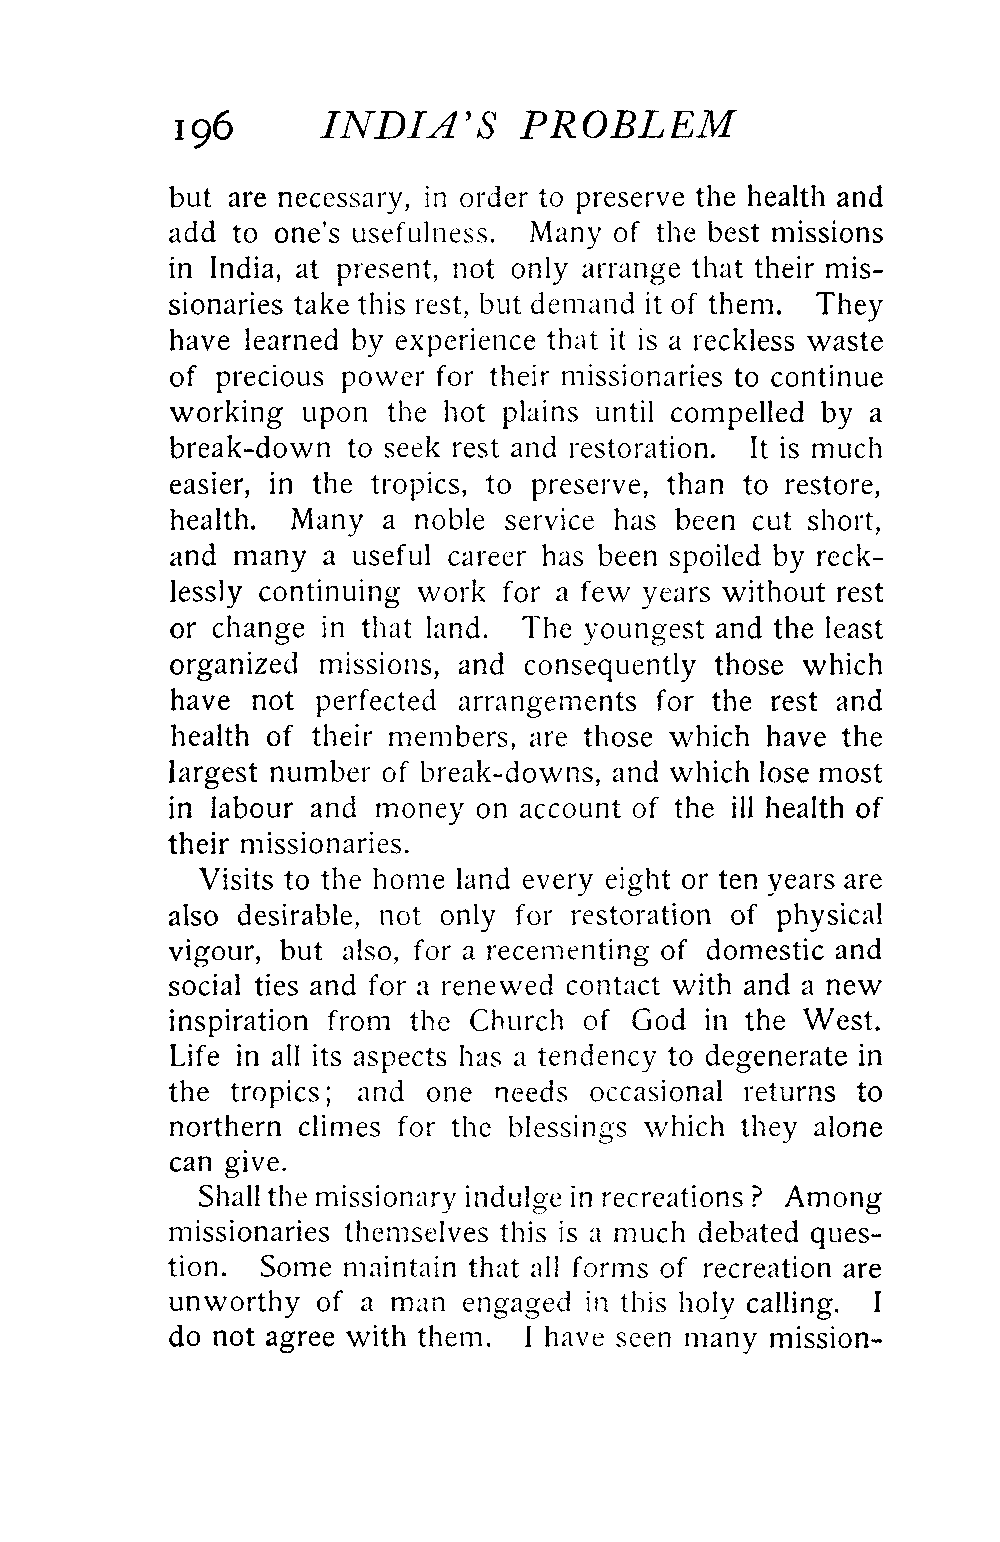 196 INDIA'S PROBLEM
but are necessary, in order to preserve the health and
add to one's usefulness. Many of the best missions
in India, at present, not only arrange that their mis-
sionaries take this rest, but demand it of them. They
have learned by experience that it is a reckless waste
of precious power for their missionaries to continue
working upon the hot plains until compelled by a
break-down to seek rest and restoration. It is much
easier, in the tropics, to preserve, than to restore,
health. Many a noble service has been cut short,
and many a useful career has been spoiled by reck-
lessly continuing work for a few years without rest
or change in that land. The youngest and the least
organized missions, and consequently those which
have not perfected arrangements for the rest and
health of their members, are those which have the
largest number of break-downs, and which lose most
in labour and money on account of the ill health of
their missionaries.
Visits to the home land every eight or ten years are
also desirable, not only for restoration of physical
vigour, but also, for a recementing of domestic and
social ties and for a renewed contact with and a new
inspiration from the Church of God in the West.
Life in all its aspects has a tendency to degenerate in
the tropics; and one needs occasional returns to
northern climes for the blessings which they alone
can give.
Shall the missionary indulge in recreations? Among
missionaries themselves this is a much debated ques-
tion. Some maintain that all forms of recreation are
unworthy of a man engaged in this holy calling. I
do not agree with them. I have seen many mission-